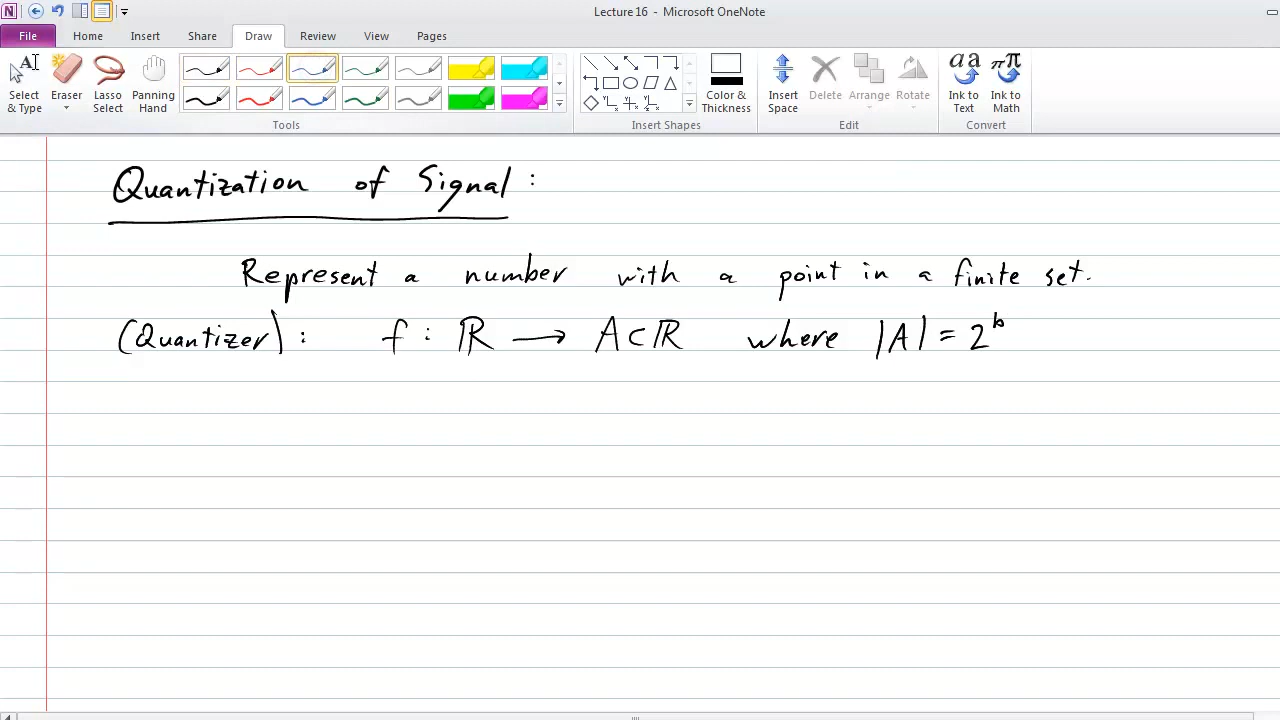 Lecture 16 - Microsoft OneNote
File Home Insert Share Draw Review View Pages
Select & Type Eraser Lasso Select Panning Hand Color & Thickness Insert Space Delete Arrange Rotate Ink to Text Ink to Math
Tools Insert Shapes Edit Convert
Quantization of Signal :
Represent a number with a point in a finite set.
(Quantizer) : f : ℝ ⟶ A⊂ℝ where |A| = 2^b